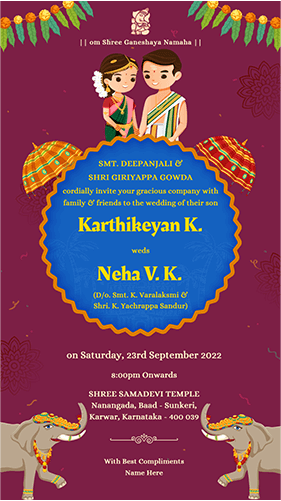 || om Shree Ganeshaya Namaha ||
SMT. DEEPANJALI &
SHRI GIRIYAPPA GOWDA
cordially invite your gracious company with
family & friends to the wedding of their son
Karthikeyan K.
weds
Neha V. K.
(D/o. Smt. K. Varalaksmi &
Shri. K. Yachrappa Sandur)
on Saturday, 23rd September 2022
8:00pm Onwards
SHREE SAMADEVI TEMPLE
Nanangada, Baad - Sunkeri,
Karwar, Karnataka - 400 039
With Best Compliments
Name Here